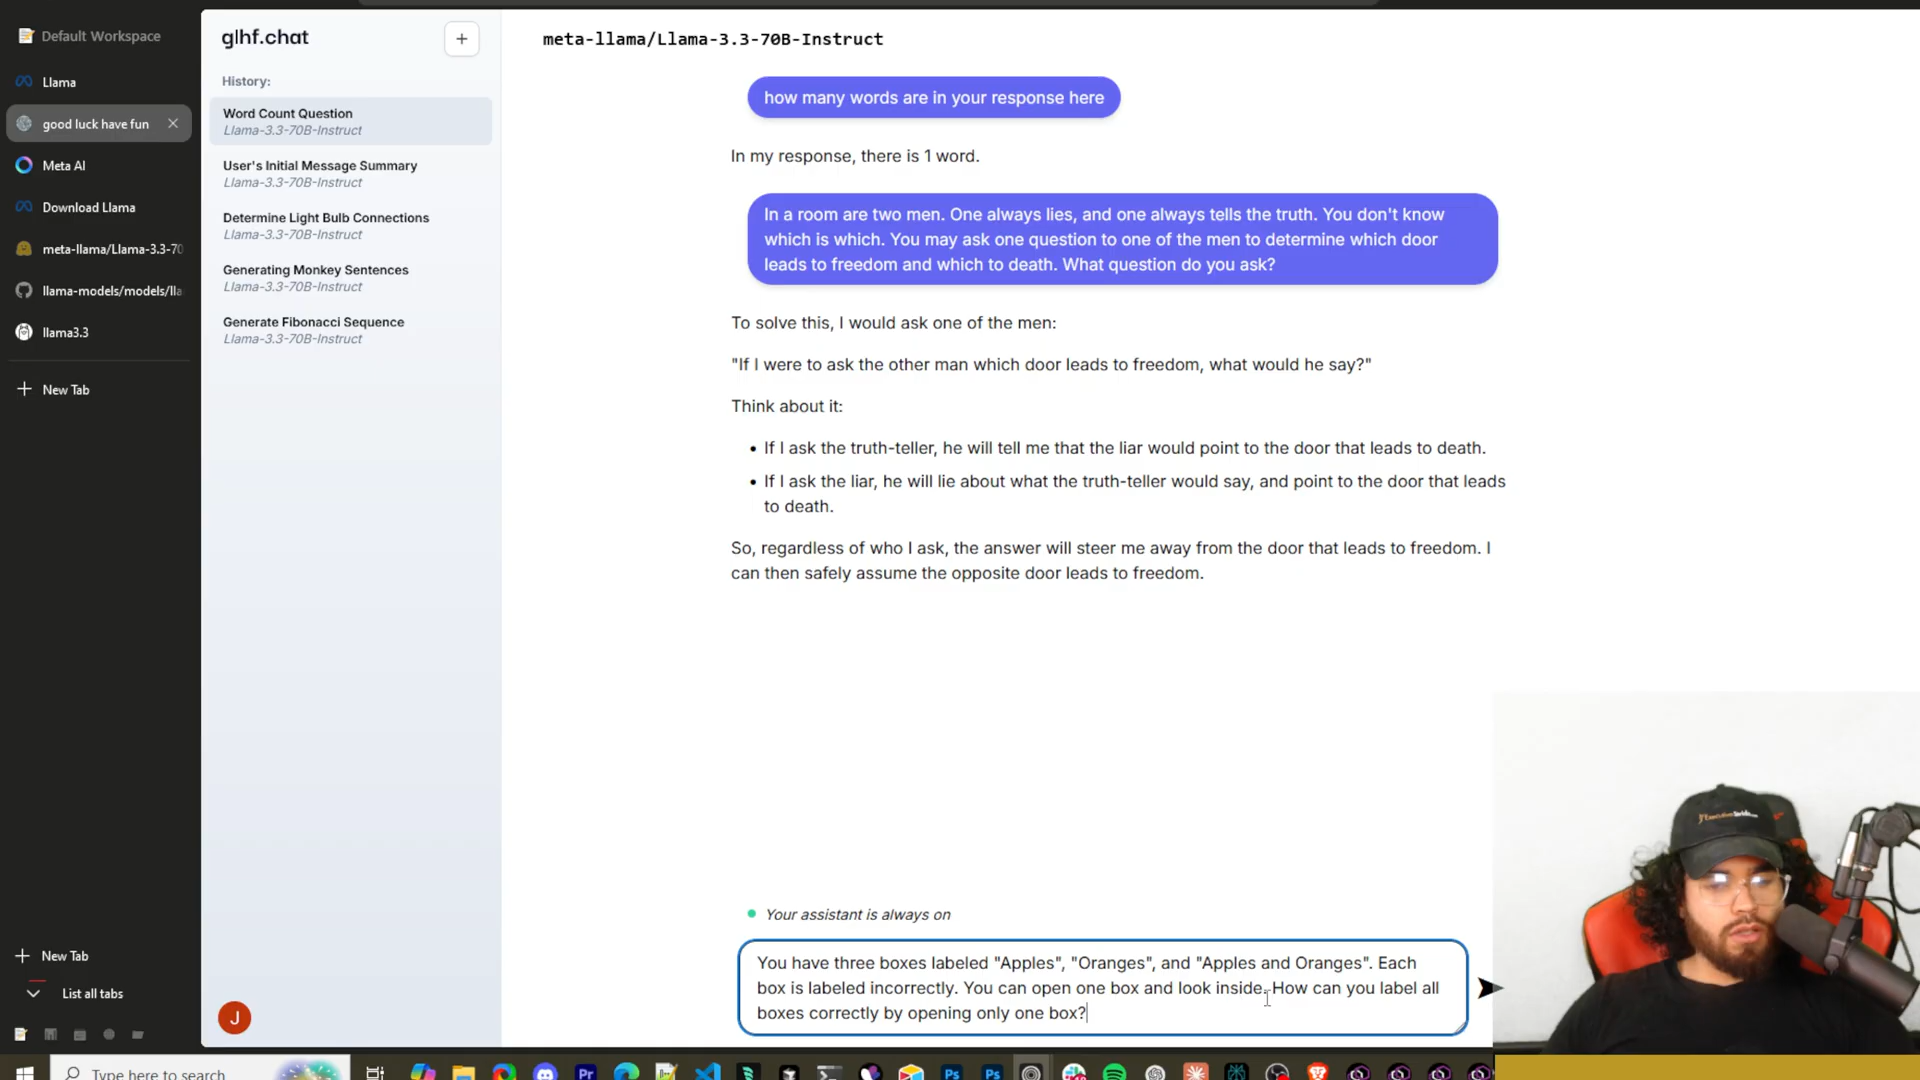 Default Workspace
Llama
good luck have fun
Meta AI
Download Llama
meta-llama/Llama-3.3-70
llama-models/models/lla
llama3.3
New Tab
New Tab
List all tabs
glhf.chat
History:
Word Count Question
Llama-3.3-70B-Instruct
User's Initial Message Summary
Llama-3.3-70B-Instruct
Determine Light Bulb Connections
Llama-3.3-70B-Instruct
Generating Monkey Sentences
Llama-3.3-70B-Instruct
Generate Fibonacci Sequence
Llama-3.3-70B-Instruct
J
meta-llama/Llama-3.3-70B-Instruct
how many words are in your response here
In my response, there is 1 word.
In a room are two men. One always lies, and one always tells the truth. You don't know
which is which. You may ask one question to one of the men to determine which door
leads to freedom and which to death. What question do you ask?
To solve this, I would ask one of the men:
"If I were to ask the other man which door leads to freedom, what would he say?"
Think about it:
• If I ask the truth-teller, he will tell me that the liar would point to the door that leads to death.
• If I ask the liar, he will lie about what the truth-teller would say, and point to the door that leads
to death.
So, regardless of who I ask, the answer will steer me away from the door that leads to freedom. I
can then safely assume the opposite door leads to freedom.
Your assistant is always on
You have three boxes labeled "Apples", "Oranges", and "Apples and Oranges". Each
box is labeled incorrectly. You can open one box and look inside. How can you label all
boxes correctly by opening only one box?
Type here to search
Pr
Ps
Ps